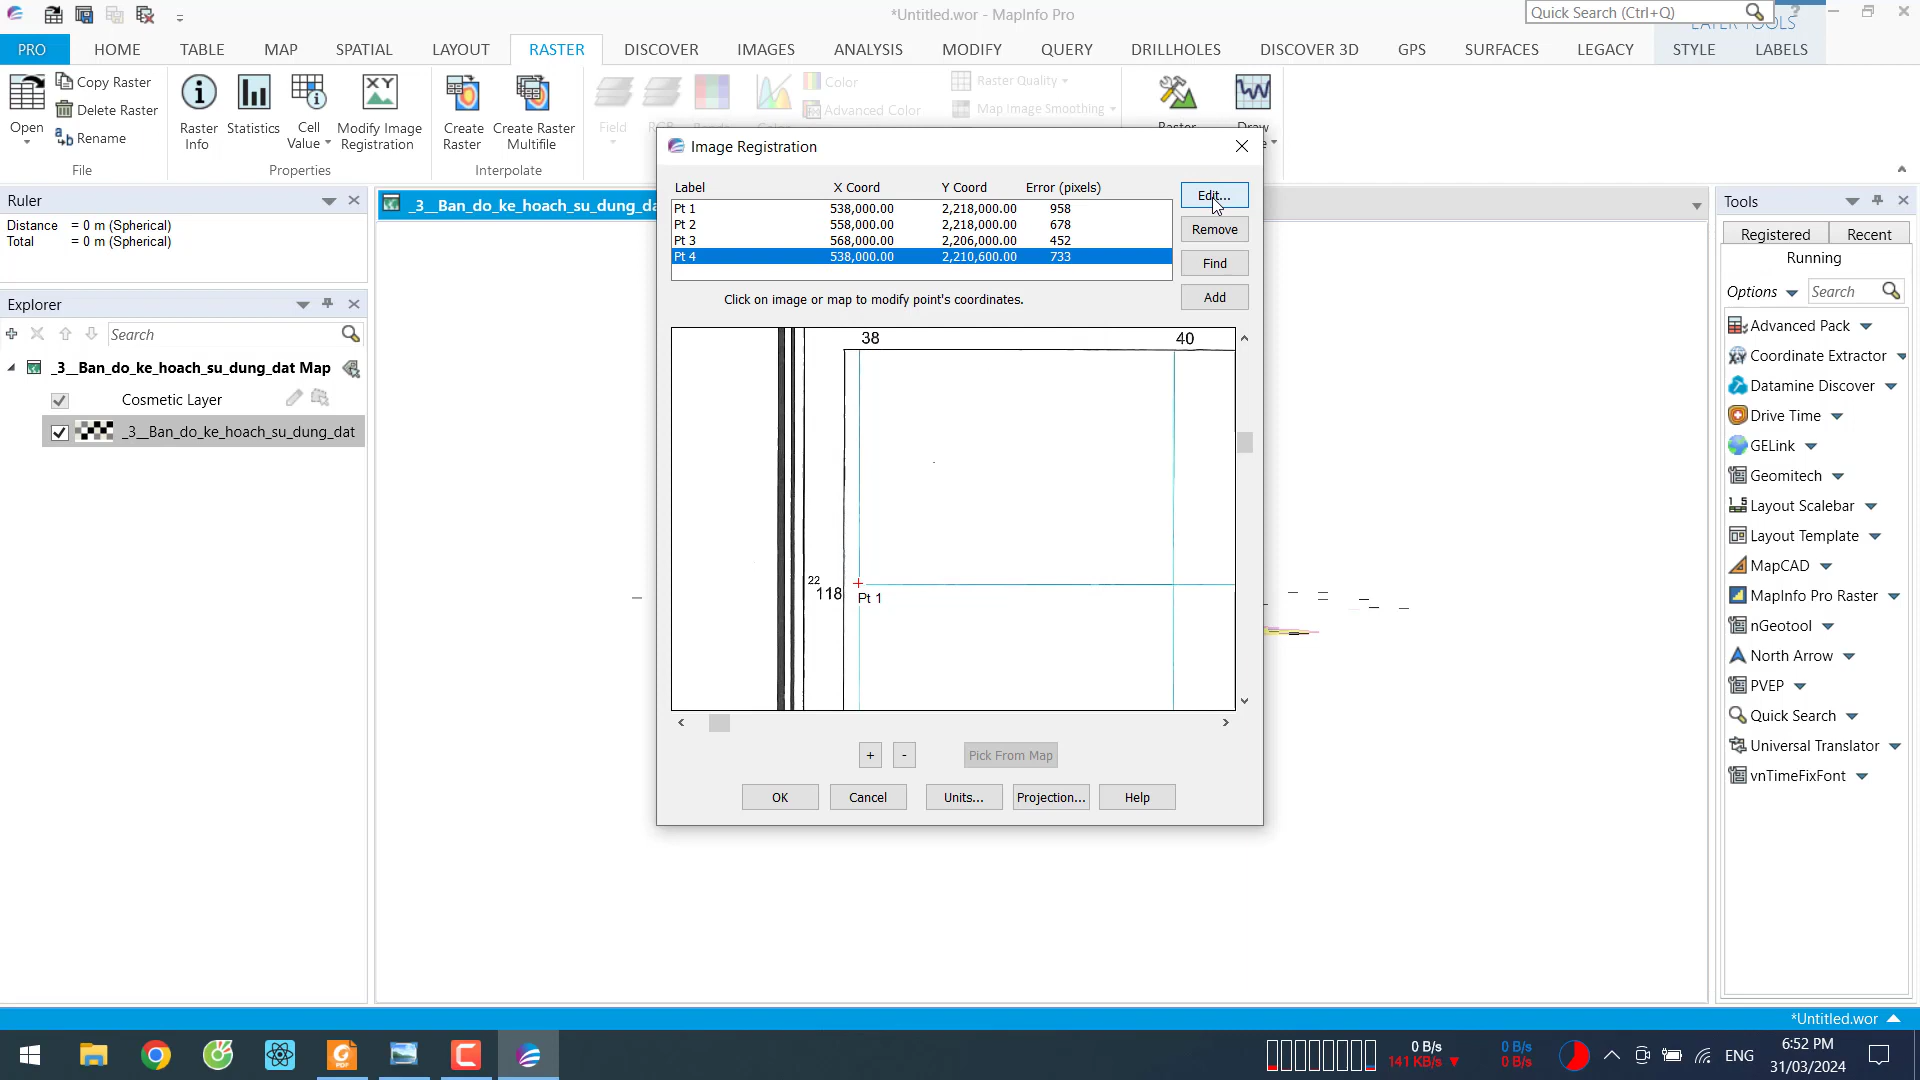 *Untitled.wor - MapInfo Pro
Quick Search (Ctrl+Q)
LAYER TOOLS
PRO HOME TABLE MAP SPATIAL LAYOUT RASTER DISCOVER IMAGES ANALYSIS MODIFY QUERY DRILLHOLES DISCOVER 3D GPS SURFACES LEGACY STYLE LABELS
Open
Copy Raster
Delete Raster
Rename
File
Raster Info
Statistics
Cell Value
Modify Image Registration
Properties
Create Raster
Create Raster Multifile
Interpolate
Field
Color
Advanced Color
Raster Quality
Map Image Smoothing
Raster
Draw
Ruler
Distance = 0 m (Spherical)
Total = 0 m (Spherical)
Explorer
Search
_3__Ban_do_ke_hoach_su_dung_dat Map
Cosmetic Layer
_3__Ban_do_ke_hoach_su_dung_dat
_3__Ban_do_ke_hoach_su_dung_da
Image Registration
Label X Coord Y Coord Error (pixels)
Pt 1 538,000.00 2,218,000.00 958
Pt 2 558,000.00 2,218,000.00 678
Pt 3 568,000.00 2,206,000.00 452
Pt 4 538,000.00 2,210,600.00 733
Edit...
Remove
Find
Add
Click on image or map to modify point's coordinates.
38 40
22
118
Pt 1
+ - Pick From Map
OK Cancel Units... Projection... Help
Tools
Registered Recent
Running
Options Search
Advanced Pack
Coordinate Extractor
Datamine Discover
Drive Time
GELink
Geomitech
Layout Scalebar
Layout Template
MapCAD
MapInfo Pro Raster
nGeotool
North Arrow
PVEP
Quick Search
Universal Translator
vnTimeFixFont
*Untitled.wor
0 B/s
141 KB/s
0 B/s
0 B/s
ENG
6:52 PM
31/03/2024